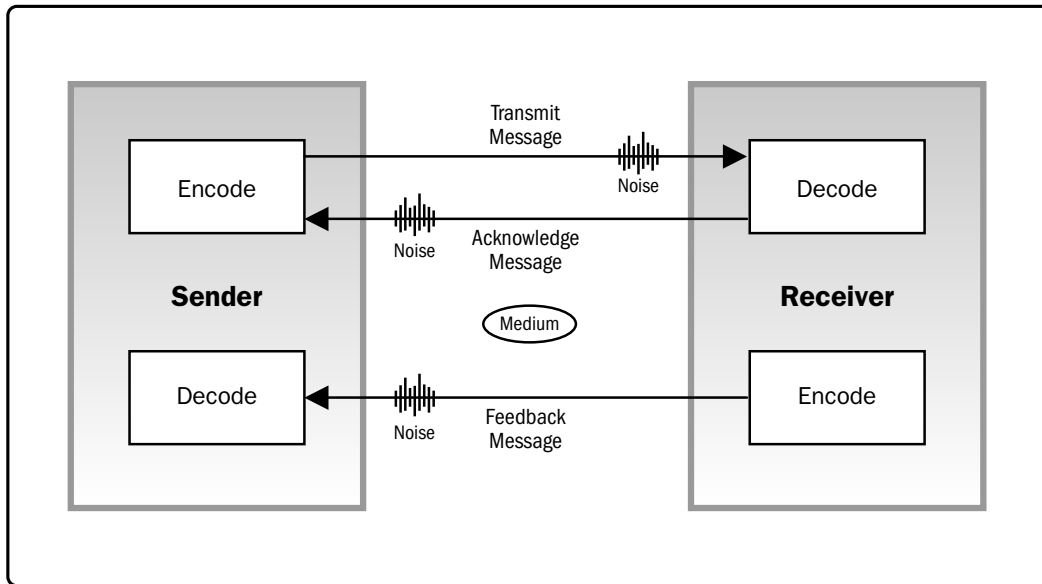 Transmit
Message
Encode
Noise
Decode
Noise
Acknowledge
Message
Sender
Receiver
Medium
Decode
Noise
Feedback
Message
Encode